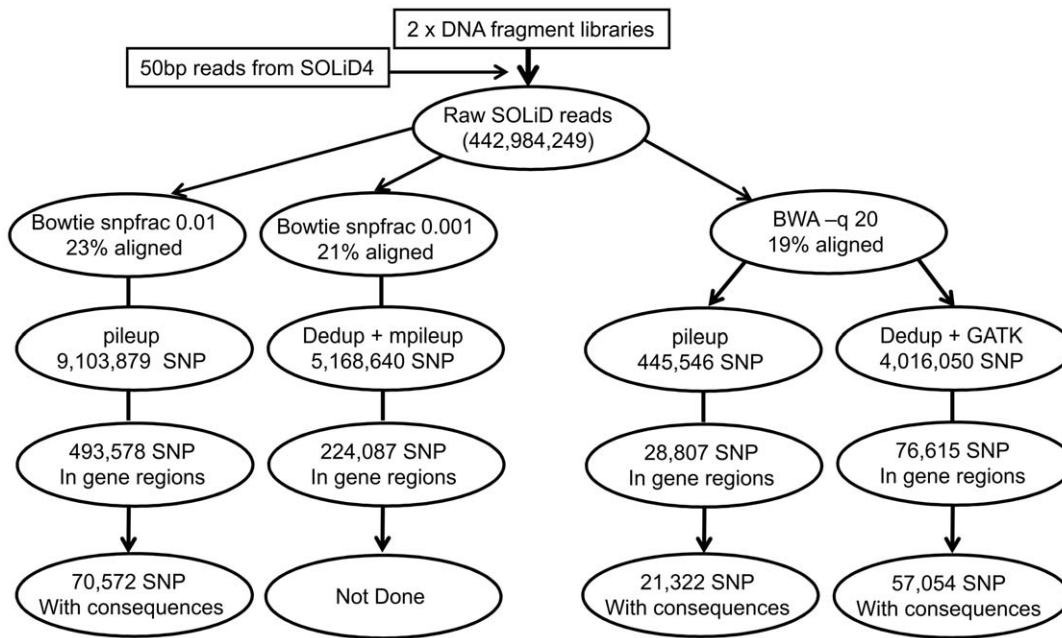 2 x DNA fragment libraries
50bp reads from SOLiD4
Raw SOLiD reads
(442,984,249)
Bowtie snpfrac 0.01
23% aligned
Bowtie snpfrac 0.001
21% aligned
BWA –q 20
19% aligned
pileup
9,103,879 SNP
Dedup + mpileup
5,168,640 SNP
pileup
445,546 SNP
Dedup + GATK
4,016,050 SNP
493,578 SNP
In gene regions
224,087 SNP
In gene regions
28,807 SNP
In gene regions
76,615 SNP
In gene regions
70,572 SNP
With consequences
Not Done
21,322 SNP
With consequences
57,054 SNP
With consequences